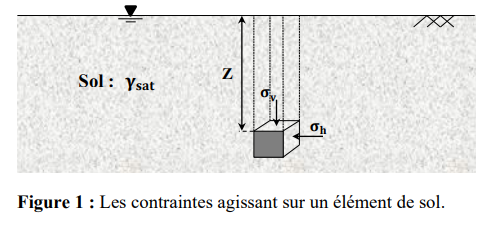 Z
Sol : γsat
σv
σh
Figure 1 : Les contraintes agissant sur un élément de sol.